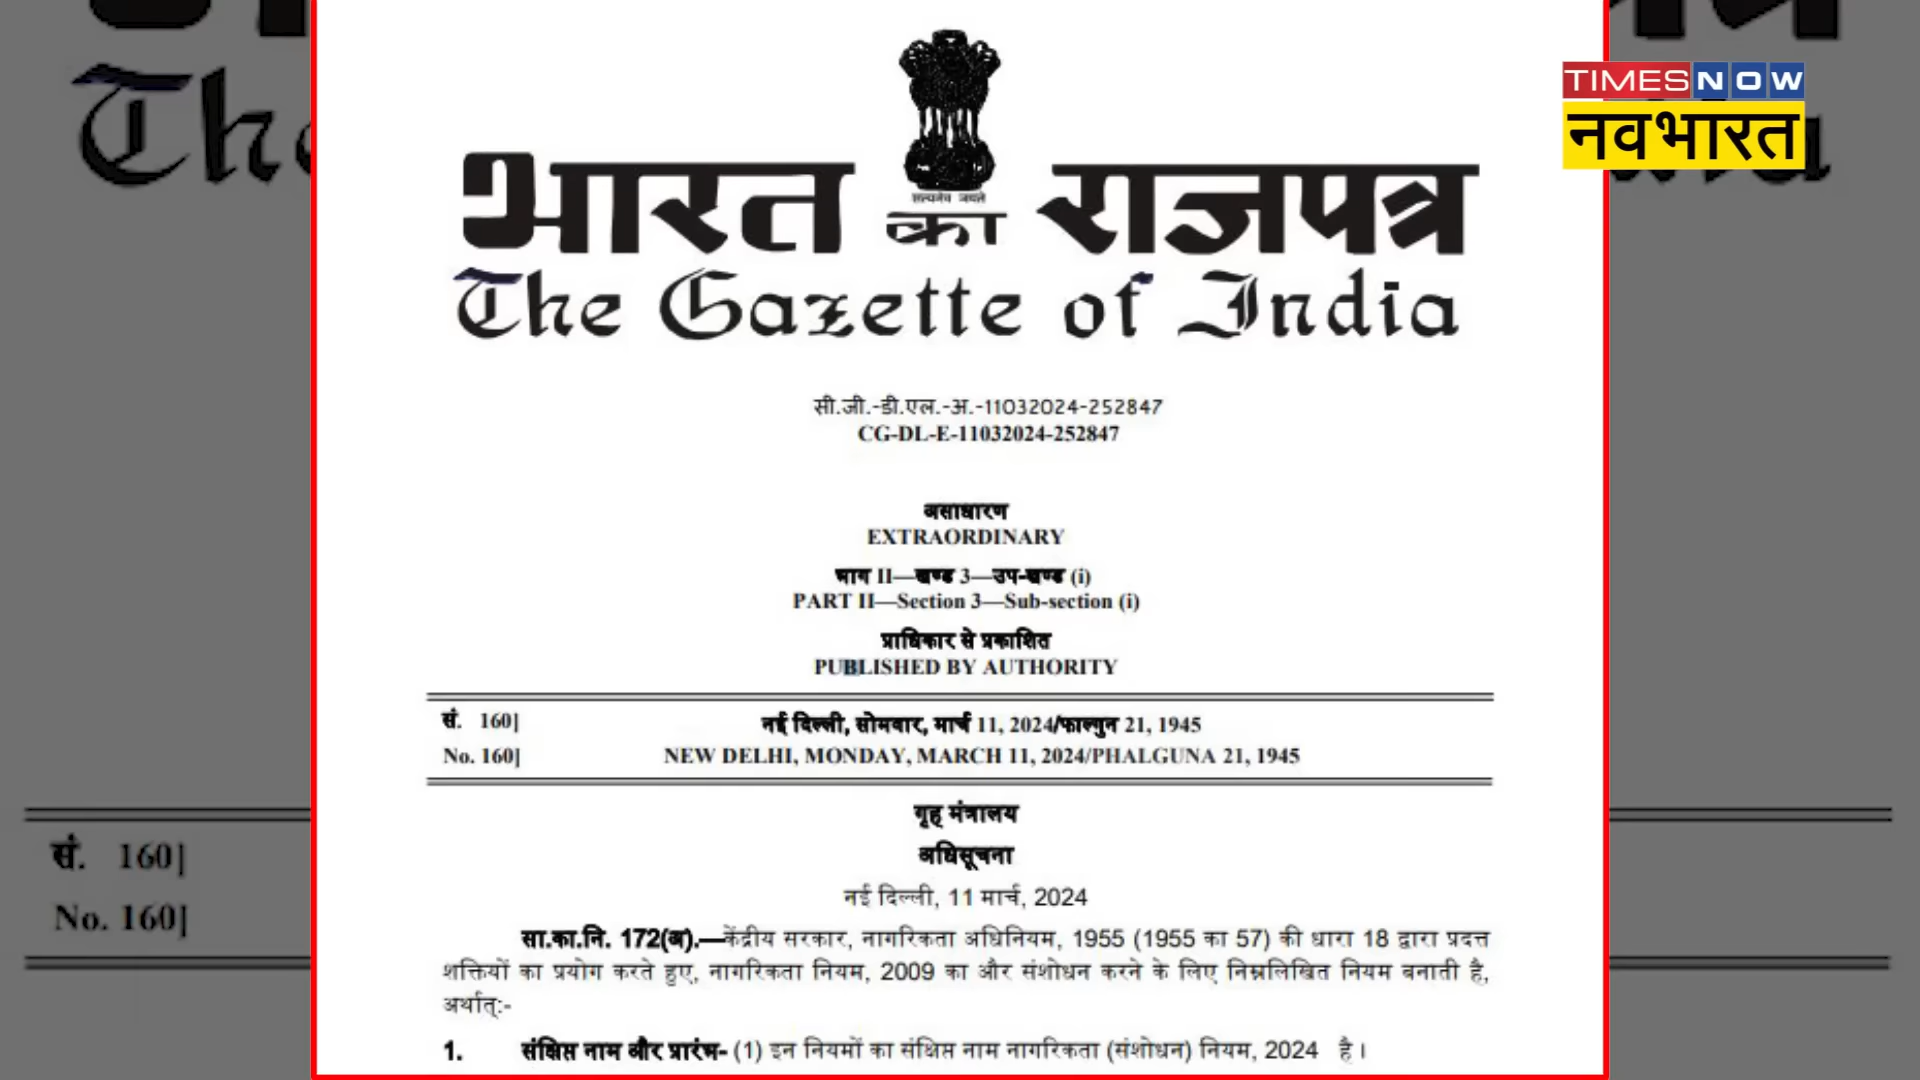 TIMES NOW
नवभारत
सत्यमेव जयते
भारत का राजपत्र
The Gazette of India
सी.जी.-डी.एल.-अ.-11032024-252847
CG-DL-E-11032024-252847
असाधारण
EXTRAORDINARY
भाग II—खण्ड 3—उप-खण्ड (i)
PART II—Section 3—Sub-section (i)
प्राधिकार से प्रकाशित
PUBLISHED BY AUTHORITY
सं. 160] नई दिल्ली, सोमवार, मार्च 11, 2024/फाल्गुन 21, 1945
No. 160] NEW DELHI, MONDAY, MARCH 11, 2024/PHALGUNA 21, 1945
गृह मंत्रालय
अधिसूचना
नई दिल्ली, 11 मार्च, 2024
सा.का.नि. 172(अ).—केंद्रीय सरकार, नागरिकता अधिनियम, 1955 (1955 का 57) की धारा 18 द्वारा प्रदत्त
शक्तियों का प्रयोग करते हुए, नागरिकता नियम, 2009 का और संशोधन करने के लिए निम्नलिखित नियम बनाती है,
अर्थात्:-
1. संक्षिप्त नाम और प्रारंभ- (1) इन नियमों का संक्षिप्त नाम नागरिकता (संशोधन) नियम, 2024 है।
The
सं. 160]
No. 160]